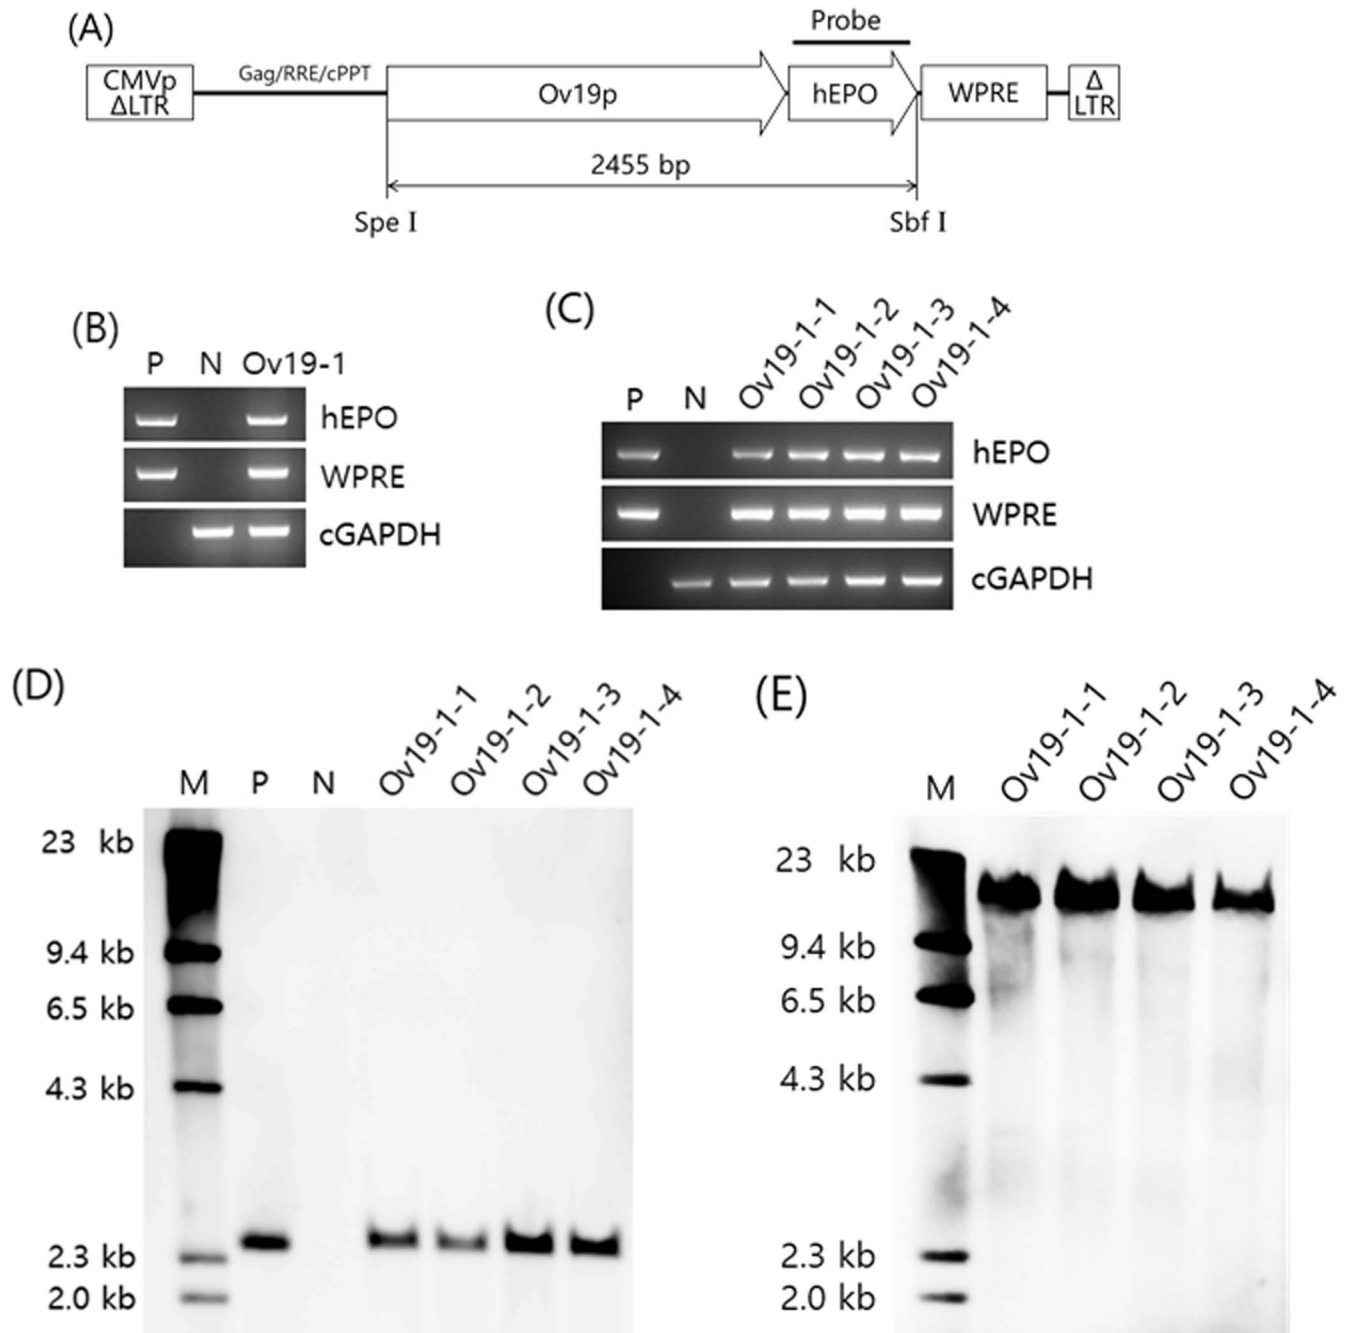 (A)
Probe
CMVp
ΔLTR
Gag/RRE/cPPT
Ov19p
hEPO
WPRE
Δ
LTR
2455 bp
Spe I
Sbf I
(B)
P N Ov19-1
hEPO
WPRE
cGAPDH
(C)
P N Ov19-1-1 Ov19-1-2 Ov19-1-3 Ov19-1-4
hEPO
WPRE
cGAPDH
(D)
M P N Ov19-1-1 Ov19-1-2 Ov19-1-3 Ov19-1-4
23 kb
9.4 kb
6.5 kb
4.3 kb
2.3 kb
2.0 kb
(E)
M Ov19-1-1 Ov19-1-2 Ov19-1-3 Ov19-1-4
23 kb
9.4 kb
6.5 kb
4.3 kb
2.3 kb
2.0 kb